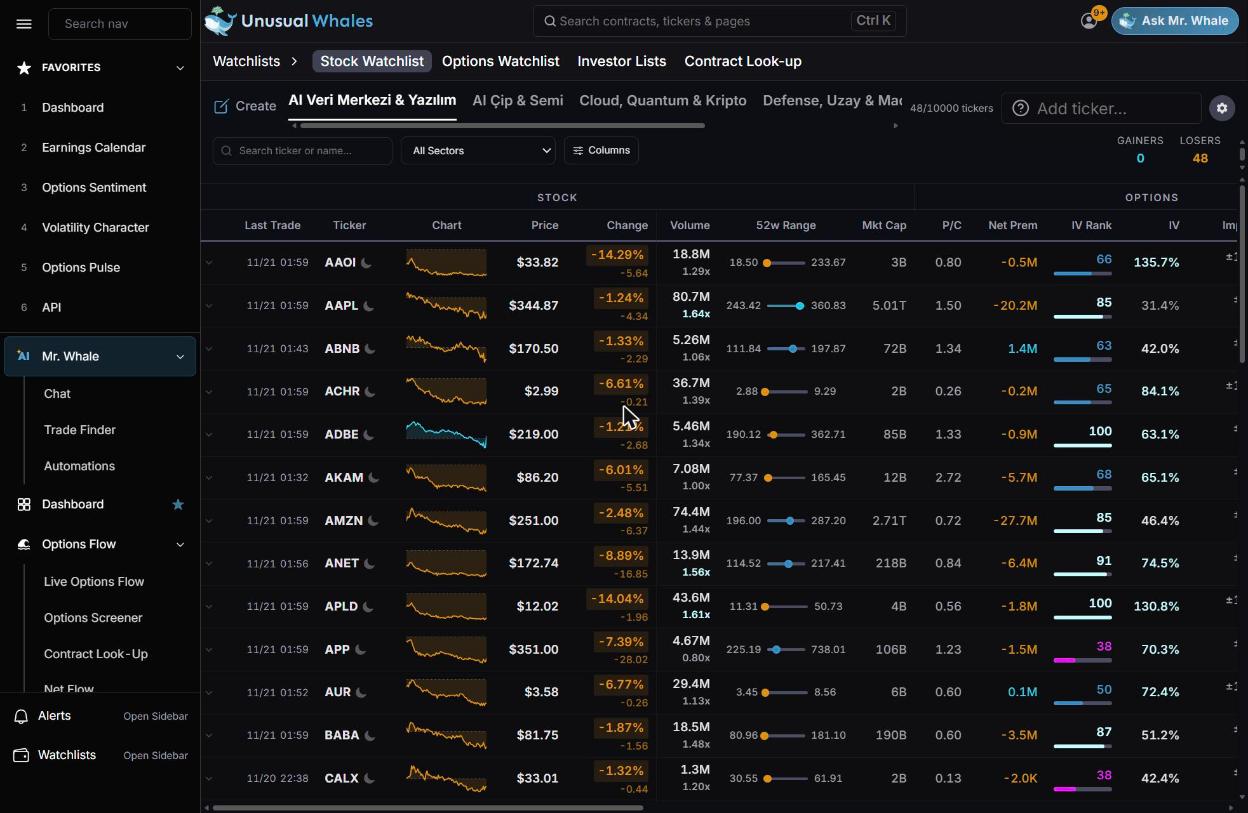 Search nav
Unusual Whales
Search contracts, tickers & pages
Ctrl K
9+
Ask Mr. Whale
FAVORITES
1 Dashboard
2 Earnings Calendar
3 Options Sentiment
4 Volatility Character
5 Options Pulse
6 API
AI Mr. Whale
Chat
Trade Finder
Automations
Dashboard
Options Flow
Live Options Flow
Options Screener
Contract Look-Up
Net Flow
Alerts Open Sidebar
Watchlists Open Sidebar
Watchlists > Stock Watchlist Options Watchlist Investor Lists Contract Look-up
Create AI Veri Merkezi & Yazılım AI Çip & Semi Cloud, Quantum & Kripto Defense, Uzay & Mac 48/10000 tickers Add ticker...
Search ticker or name... All Sectors Columns
GAINERS LOSERS
0 48
STOCK OPTIONS
Last Trade Ticker Chart Price Change Volume 52w Range Mkt Cap P/C Net Prem IV Rank IV Im
11/21 01:59 AAOI $33.82 -14.29% -5.64 18.8M 1.29x 18.50 233.67 3B 0.80 -0.5M 66 135.7% ±1
11/21 01:59 AAPL $344.87 -1.24% -4.34 80.7M 1.64x 243.42 360.83 5.01T 1.50 -20.2M 85 31.4% ±
11/21 01:43 ABNB $170.50 -1.33% -2.29 5.26M 1.06x 111.84 197.87 72B 1.34 1.4M 63 42.0% ±
11/21 01:59 ACHR $2.99 -6.61% -0.21 36.7M 1.39x 2.88 9.29 2B 0.26 -0.2M 65 84.1% ±1
11/21 01:59 ADBE $219.00 -1.21% -2.68 5.46M 1.34x 190.12 362.71 85B 1.33 -0.9M 100 63.1% ±
11/21 01:32 AKAM $86.20 -6.01% -5.51 7.08M 1.00x 77.37 165.45 12B 2.72 -5.7M 68 65.1% ±
11/21 01:59 AMZN $251.00 -2.48% -6.37 74.4M 1.44x 196.00 287.20 2.71T 0.72 -27.7M 85 46.4% ±
11/21 01:56 ANET $172.74 -8.89% -16.85 13.9M 1.56x 114.52 217.41 218B 0.84 -6.4M 91 74.5% ±
11/21 01:59 APLD $12.02 -14.04% -1.96 43.6M 1.61x 11.31 50.73 4B 0.56 -1.8M 100 130.8% ±1
11/21 01:59 APP $351.00 -7.39% -28.02 4.67M 0.80x 225.19 738.01 106B 1.23 -1.5M 38 70.3% ±
11/21 01:52 AUR $3.58 -6.77% -0.26 29.4M 1.13x 3.45 8.56 6B 0.60 0.1M 50 72.4% ±1
11/21 01:59 BABA $81.75 -1.87% -1.56 18.5M 1.48x 80.96 181.10 190B 0.60 -3.5M 87 51.2% ±
11/20 22:38 CALX $33.01 -1.32% -0.44 1.3M 1.20x 30.55 61.91 2B 0.13 -2.0K 38 42.4% ±